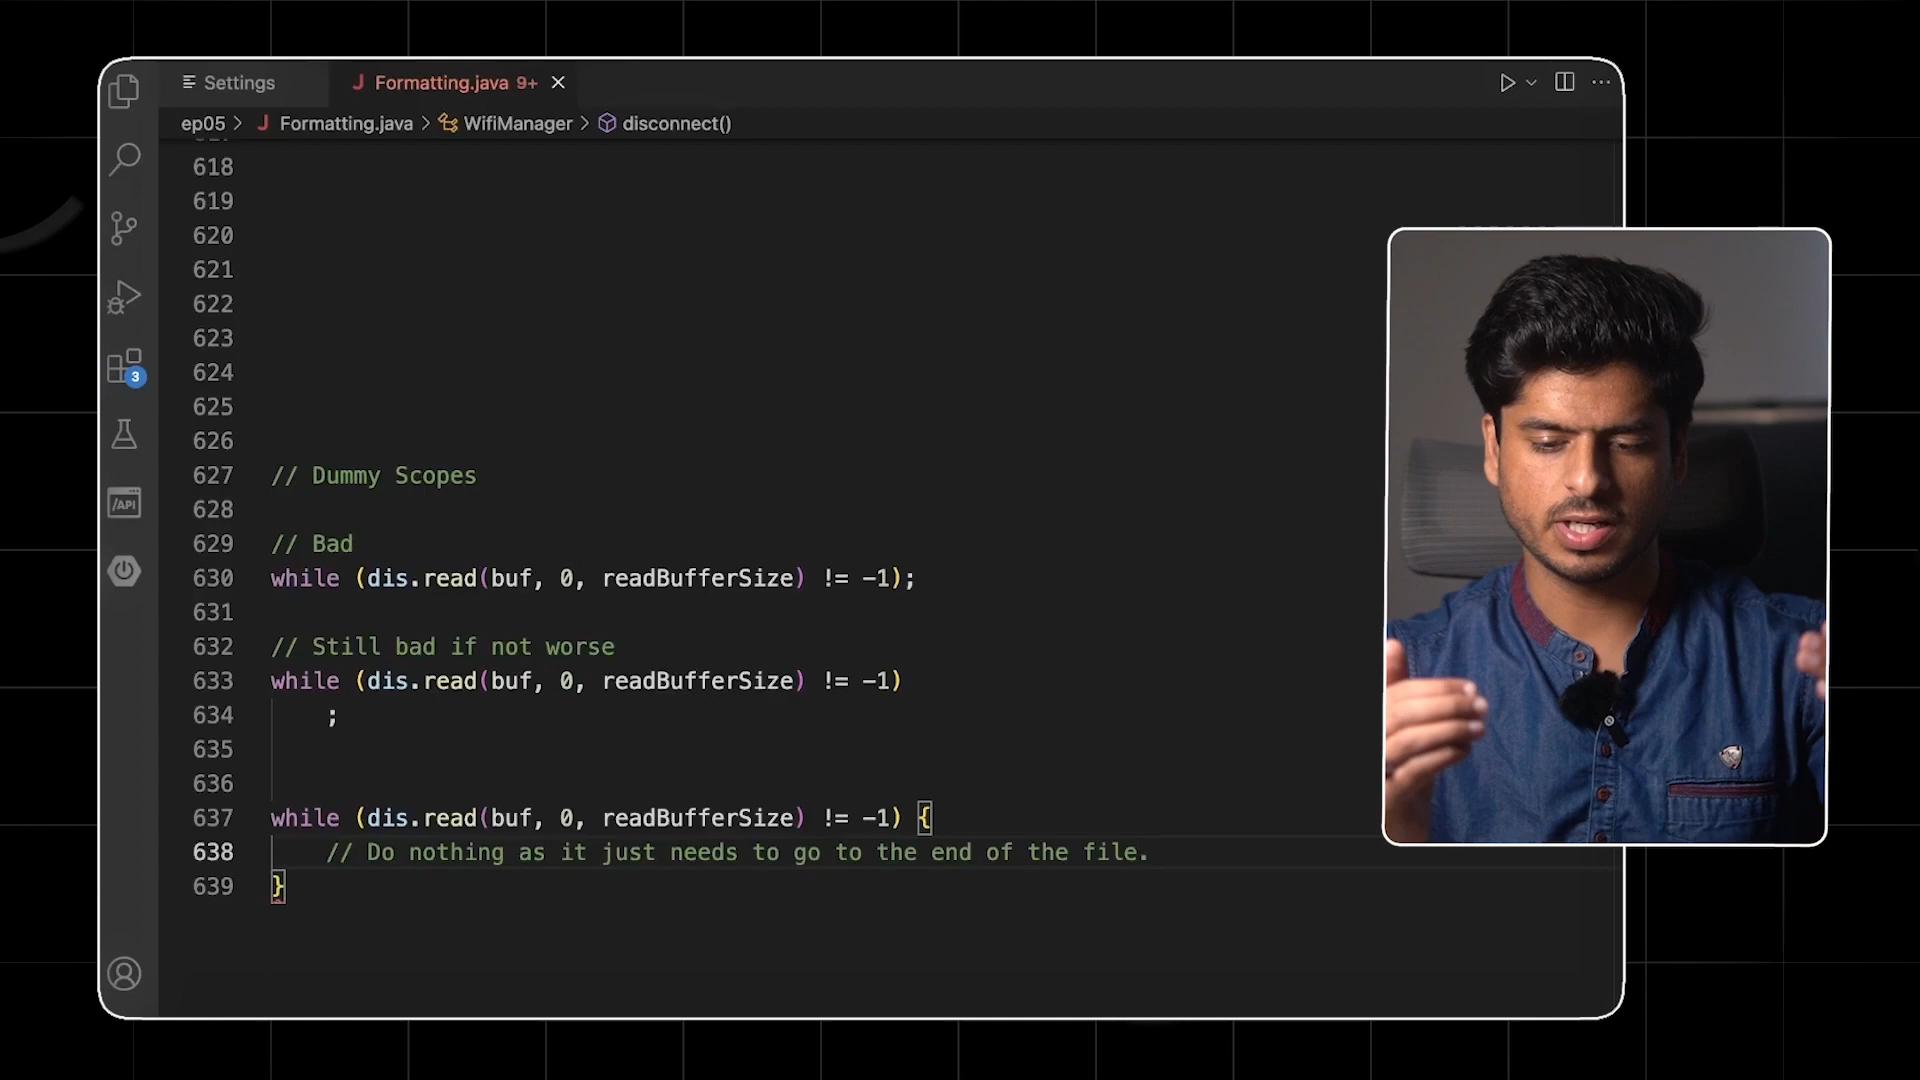 Settings
J Formatting.java 9+
ep05 > J Formatting.java > WifiManager > disconnect()
618
619
620
621
622
623
624
625
626
627 // Dummy Scopes
628
629 // Bad
630 while (dis.read(buf, 0, readBufferSize) != -1);
631
632 // Still bad if not worse
633 while (dis.read(buf, 0, readBufferSize) != -1)
634 ;
635
636
637 while (dis.read(buf, 0, readBufferSize) != -1) {
638 // Do nothing as it just needs to go to the end of the file.
639 }
3
/API